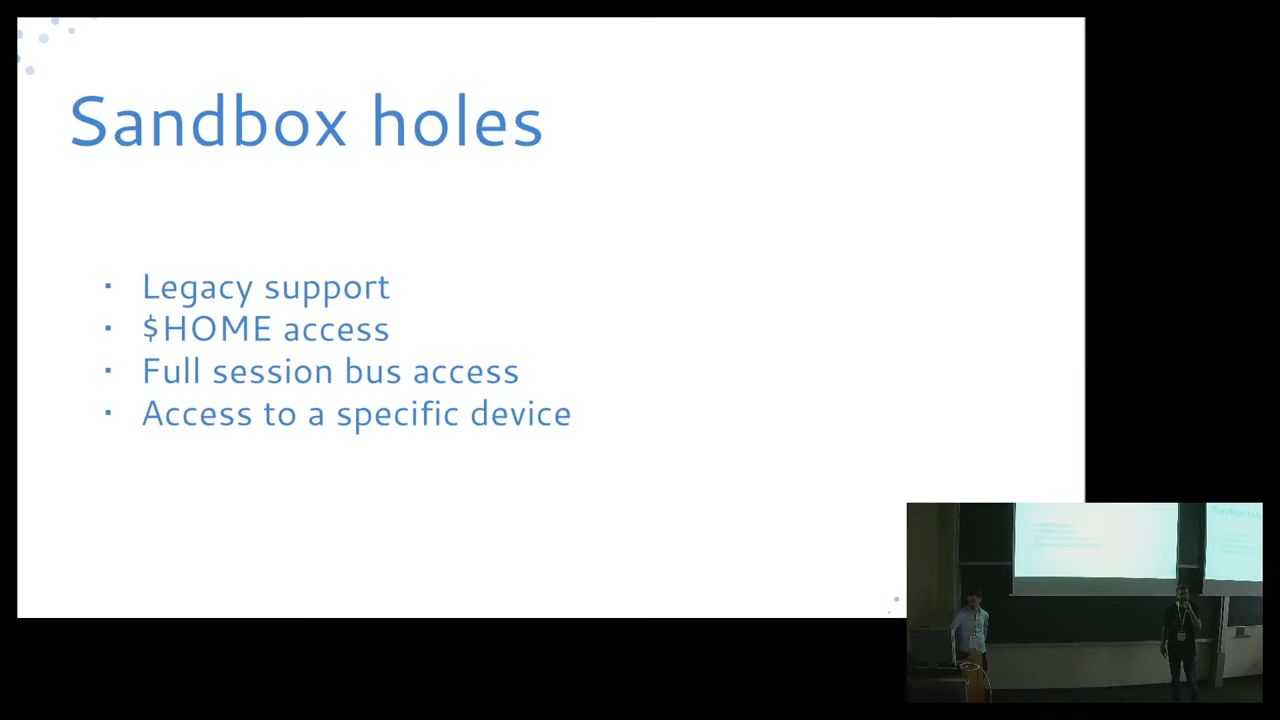 Sandbox holes
Legacy support
$HOME access
Full session bus access
Access to a specific device